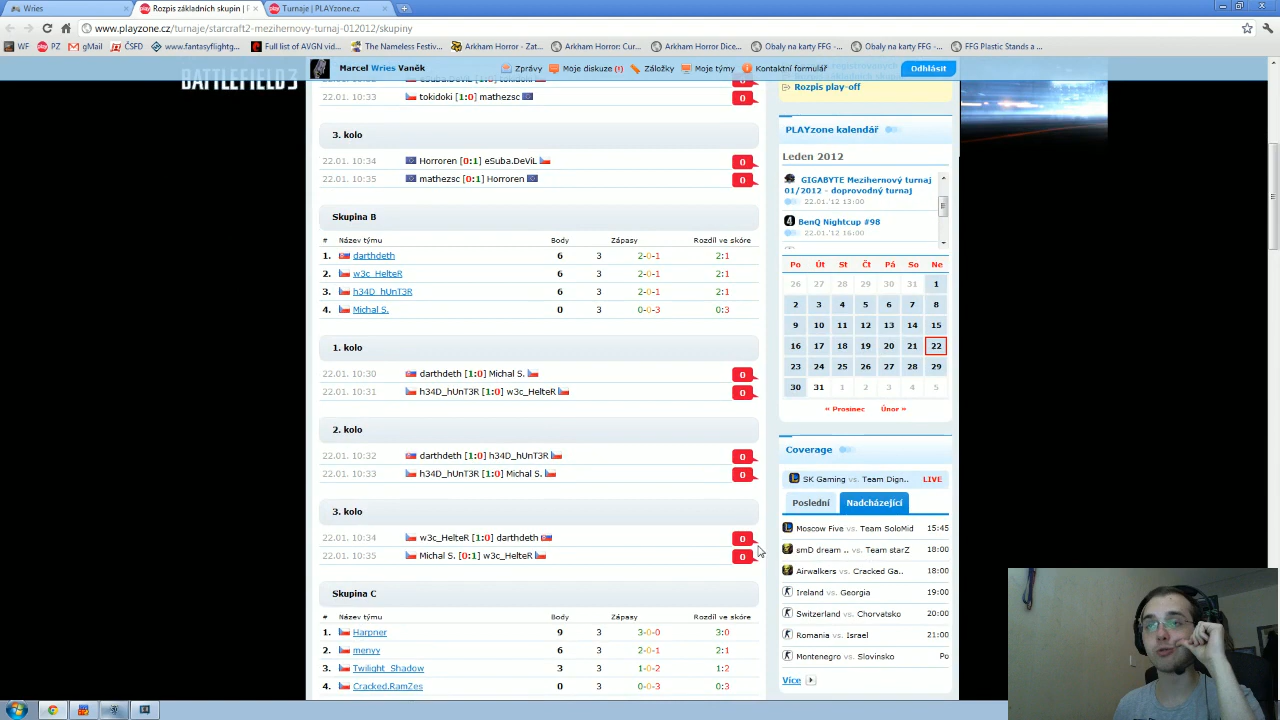 Wries
Rozpis základních skupin | P
Turnaje | PLAYzone.cz
www.playzone.cz/turnaje/starcraft2-mezihernovy-turnaj-012012/skupiny
WF PZ gMail ČSFD www.fantasyflightg... Full list of AVGN vid... The Nameless Festiv... Arkham Horror - Zat... Arkham Horror: Cur... Arkham Horror Dice... Obaly na karty FFG -... Obaly na karty FFG -... FFG Plastic Stands a ...
BATTLEFIELD 3
Marcel Wries Vaněk Zprávy Moje diskuze (!) Záložky Moje týmy Kontaktní formulář Odhlásit
22.01. 10:33 tokidoki [1:0] mathezsc 0
3. kolo
22.01. 10:34 Horroren [0:1] eSuba.DeViL 0
22.01. 10:35 mathezsc [0:1] Horroren 0
Skupina B
# Název týmu Body Zápasy Rozdíl ve skóre
1. darthdeth 6 3 2-0-1 2:1
2. w3c_HelteR 6 3 2-0-1 2:1
3. h34D_hUnT3R 6 3 2-0-1 2:1
4. Michal S. 0 3 0-0-3 0:3
1. kolo
22.01. 10:30 darthdeth [1:0] Michal S. 0
22.01. 10:31 h34D_hUnT3R [1:0] w3c_HelteR 0
2. kolo
22.01. 10:32 darthdeth [1:0] h34D_hUnT3R 0
22.01. 10:33 h34D_hUnT3R [1:0] Michal S. 0
3. kolo
22.01. 10:34 w3c_HelteR [1:0] darthdeth 0
22.01. 10:35 Michal S. [0:1] w3c_HelteR 0
Skupina C
# Název týmu Body Zápasy Rozdíl ve skóre
1. Harpner 9 3 3-0-0 3:0
2. menyv 6 3 2-0-1 2:1
3. Twilight_Shadow 3 3 1-0-2 1:2
4. Cracked.RamZes 0 3 0-0-3 0:3
Rozpis play-off
PLAYzone kalendář
Leden 2012
GIGABYTE Mezihernový turnaj
01/2012 - doprovodný turnaj
22.01.'12 13:00
BenQ Nightcup #98
22.01.'12 16:00
Po Út St Čt Pá So Ne
26 27 28 29 30 31 1
2 3 4 5 6 7 8
9 10 11 12 13 14 15
16 17 18 19 20 21 22
23 24 25 26 27 28 29
30 31 1 2 3 4 5
« Prosinec Únor »
Coverage
SK Gaming vs. Team Dign.. LIVE
Poslední Nadcházející
Moscow Five vs. Team SoloMid 15:45
smD dream .. vs. Team starZ 18:00
Airwalkers vs. Cracked Ga.. 18:00
Ireland vs. Georgia 19:00
Switzerland vs. Chorvatsko 20:00
Romania vs. Israel 21:00
Montenegro vs. Slovinsko Po
Více